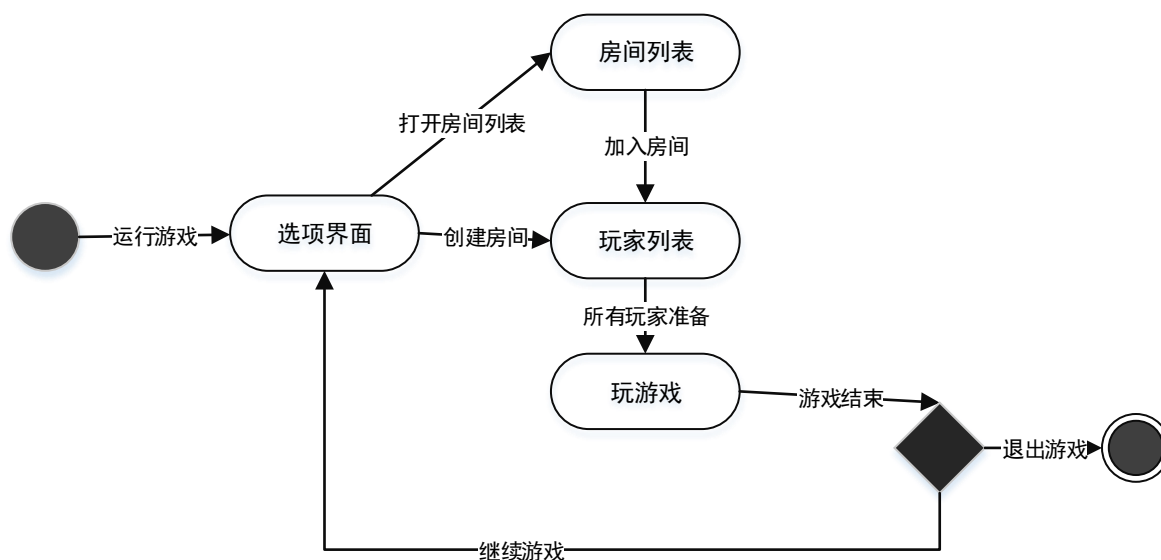 房间列表
打开房间列表
加入房间
运行游戏
选项界面
创建房间
玩家列表
所有玩家准备
玩游戏
游戏结束
退出游戏
继续游戏